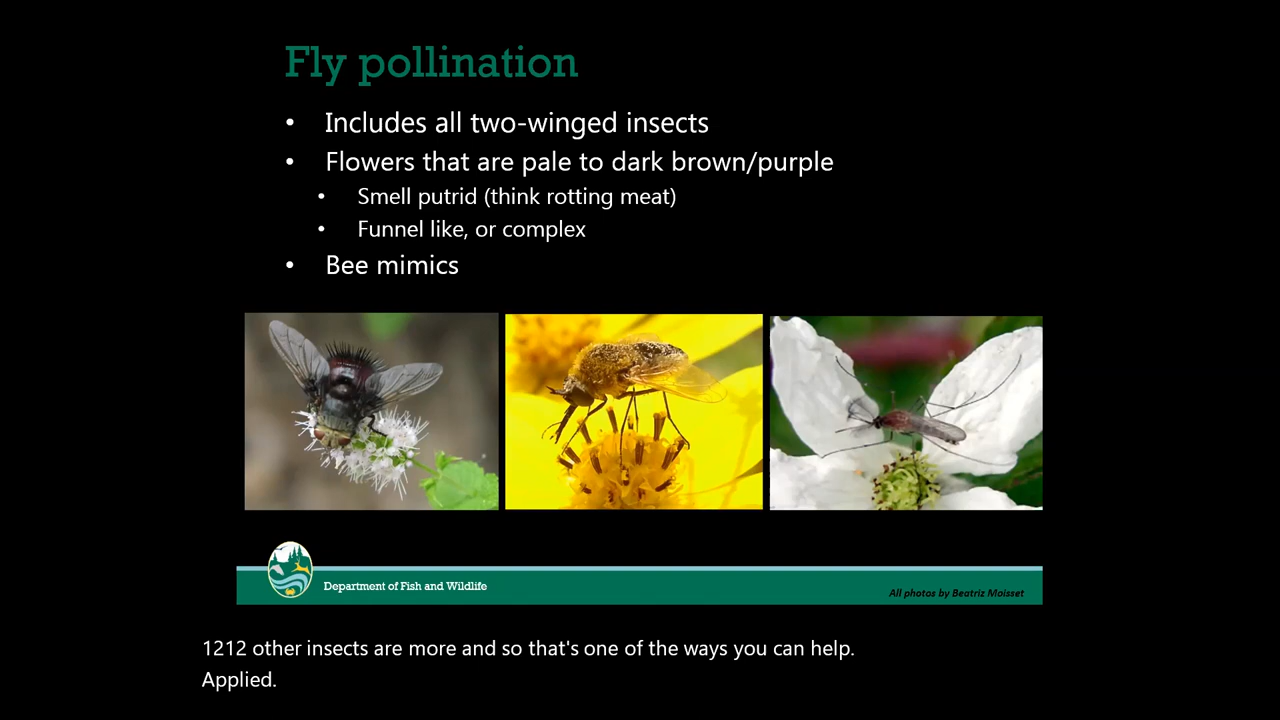 Fly pollination
• Includes all two-winged insects
• Flowers that are pale to dark brown/purple
• Smell putrid (think rotting meat)
• Funnel like, or complex
• Bee mimics
Department of Fish and Wildlife
All photos by Beatriz Moisset
1212 other insects are more and so that's one of the ways you can help.
Applied.